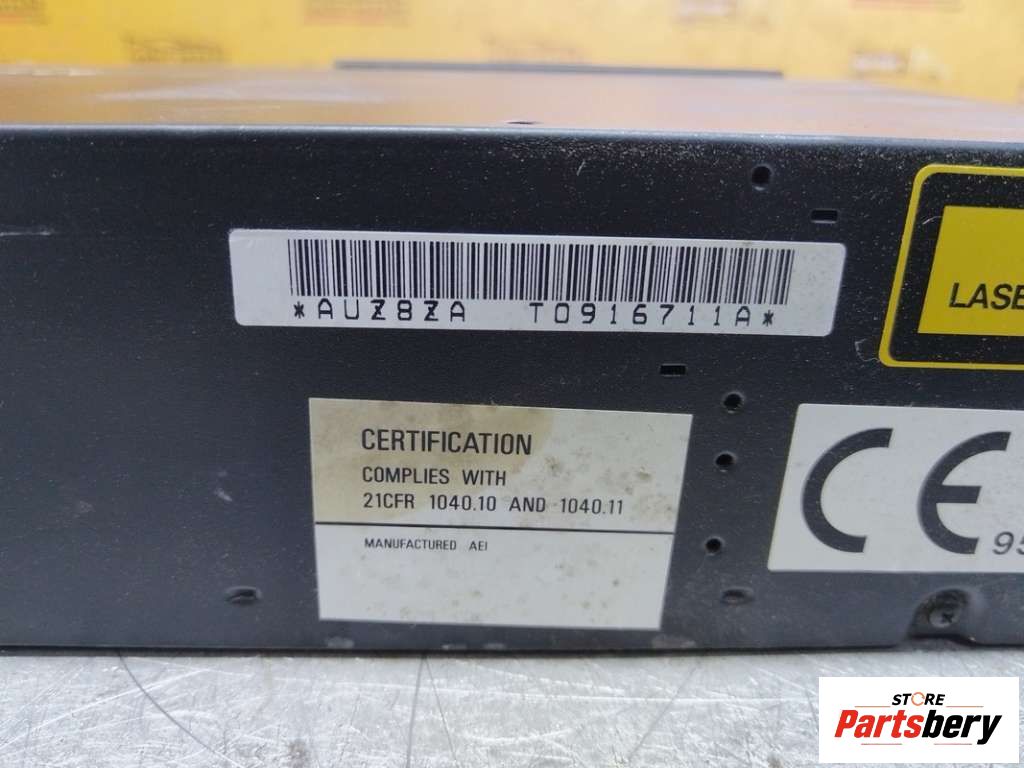 *AUZ8ZA T0916711A*
LASE
CERTIFICATION
COMPLIES WITH
21CFR 1040.10 AND 1040.11
MANUFACTURED AEI
CE
95
STORE
Partsbery